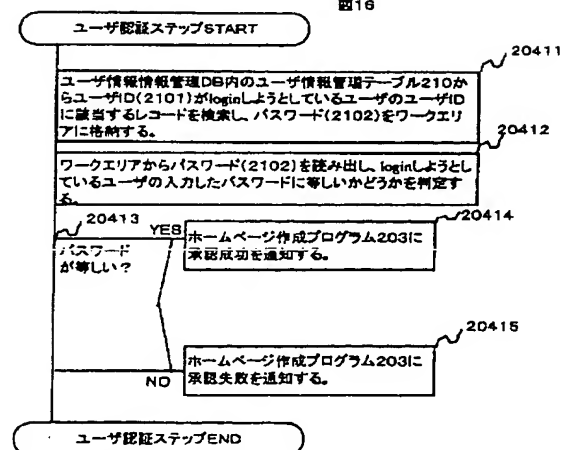 図16
ユーザ認証ステップSTART
20411
ユーザ情報情報管理DB内のユーザ情報管理テーブル210か
らユーザID(2101)がloginしようとしているユーザのユーザID
に該当するレコードを検索し、パスワード(2102)をワークエリ
アに格納する。
20412
ワークエリアからパスワード(2102)を読み出し、loginしようとし
ているユーザの入力したパスワードに等しいかどうかを判定す
る。
20413
YES
20414
パスワード
が等しい？
ホームページ作成プログラム203に
承認成功を通知する。
20415
NO
ホームページ作成プログラム203に
承認失敗を通知する。
ユーザ認証ステップEND